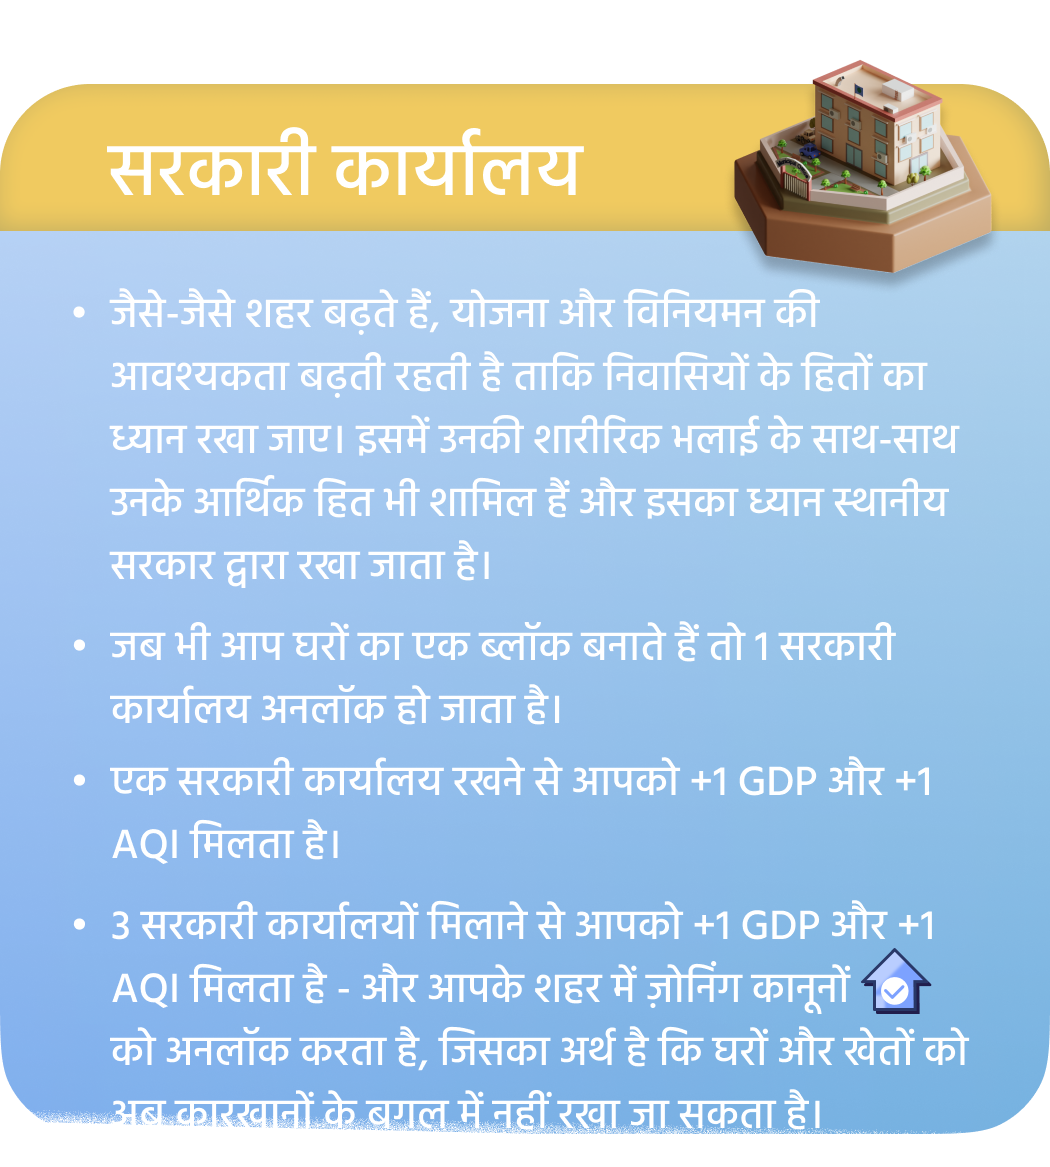 सरकारी कार्यालय
• जैसे-जैसे शहर बढ़ते हैं, योजना और विनियमन की
आवश्यकता बढ़ती रहती है ताकि निवासियों के हितों का
ध्यान रखा जाए। इसमें उनकी शारीरिक भलाई के साथ-साथ
उनके आर्थिक हित भी शामिल हैं और इसका ध्यान स्थानीय
सरकार द्वारा रखा जाता है।
• जब भी आप घरों का एक ब्लॉक बनाते हैं तो 1 सरकारी
कार्यालय अनलॉक हो जाता है।
• एक सरकारी कार्यालय रखने से आपको +1 GDP और +1
AQI मिलता है।
• 3 सरकारी कार्यालयों मिलाने से आपको +1 GDP और +1
AQI मिलता है - और आपके शहर में ज़ोनिंग कानूनों
को अनलॉक करता है, जिसका अर्थ है कि घरों और खेतों को
अब कारखानों के बगल में नहीं रखा जा सकता है।